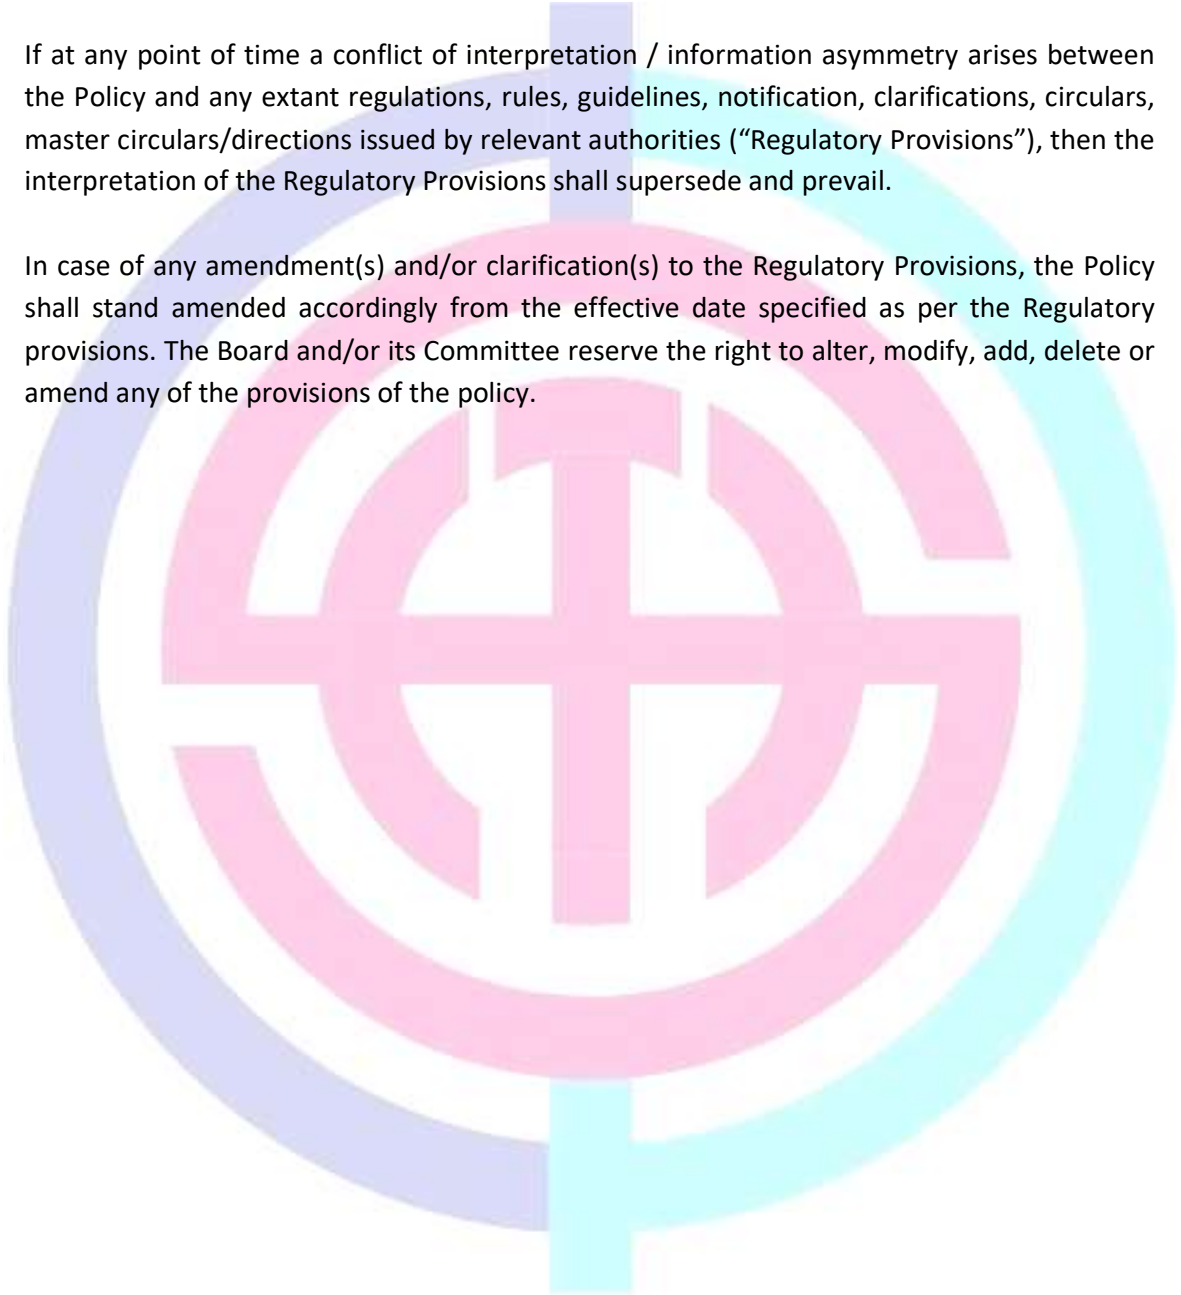 If at any point of time a conflict of interpretation / information asymmetry arises between
the Policy and any extant regulations, rules, guidelines, notification, clarifications, circulars,
master circulars/directions issued by relevant authorities (“Regulatory Provisions”), then the
interpretation of the Regulatory Provisions shall supersede and prevail.
In case of any amendment(s) and/or clarification(s) to the Regulatory Provisions, the Policy
shall stand amended accordingly from the effective date specified as per the Regulatory
provisions. The Board and/or its Committee reserve the right to alter, modify, add, delete or
amend any of the provisions of the policy.